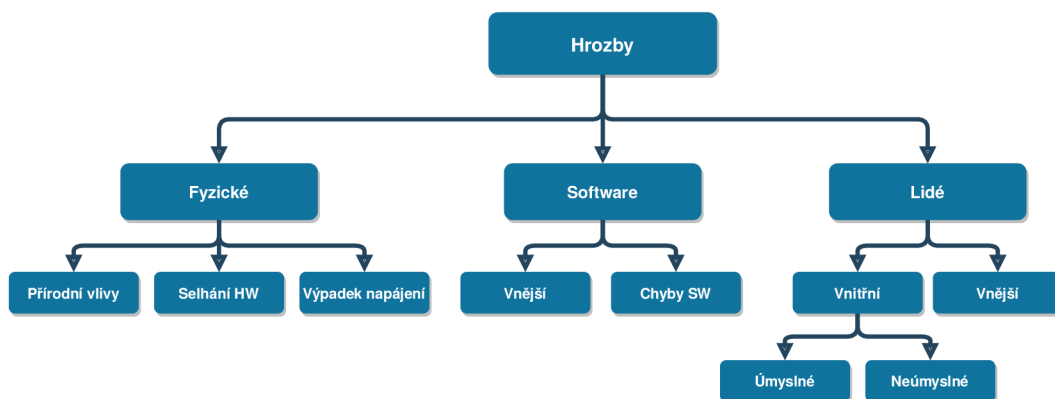 Hrozby
Fyzické
Software
Lidé
Přírodní vlivy
Selhání HW
Výpadek napájení
Vnější
Chyby SW
Vnitřní
Vnější
Úmyslné
Neúmyslné